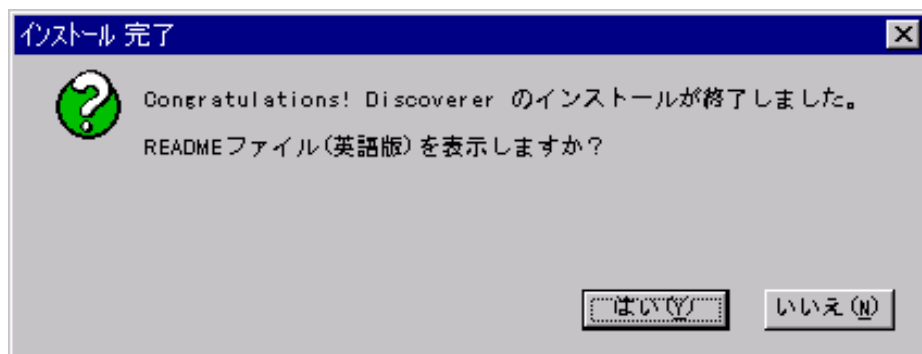 インストール 完了
Congratulations! Discoverer のインストールが終了しました。
READMEファイル(英語版)を表示しますか?
はい(Y) いいえ(N)